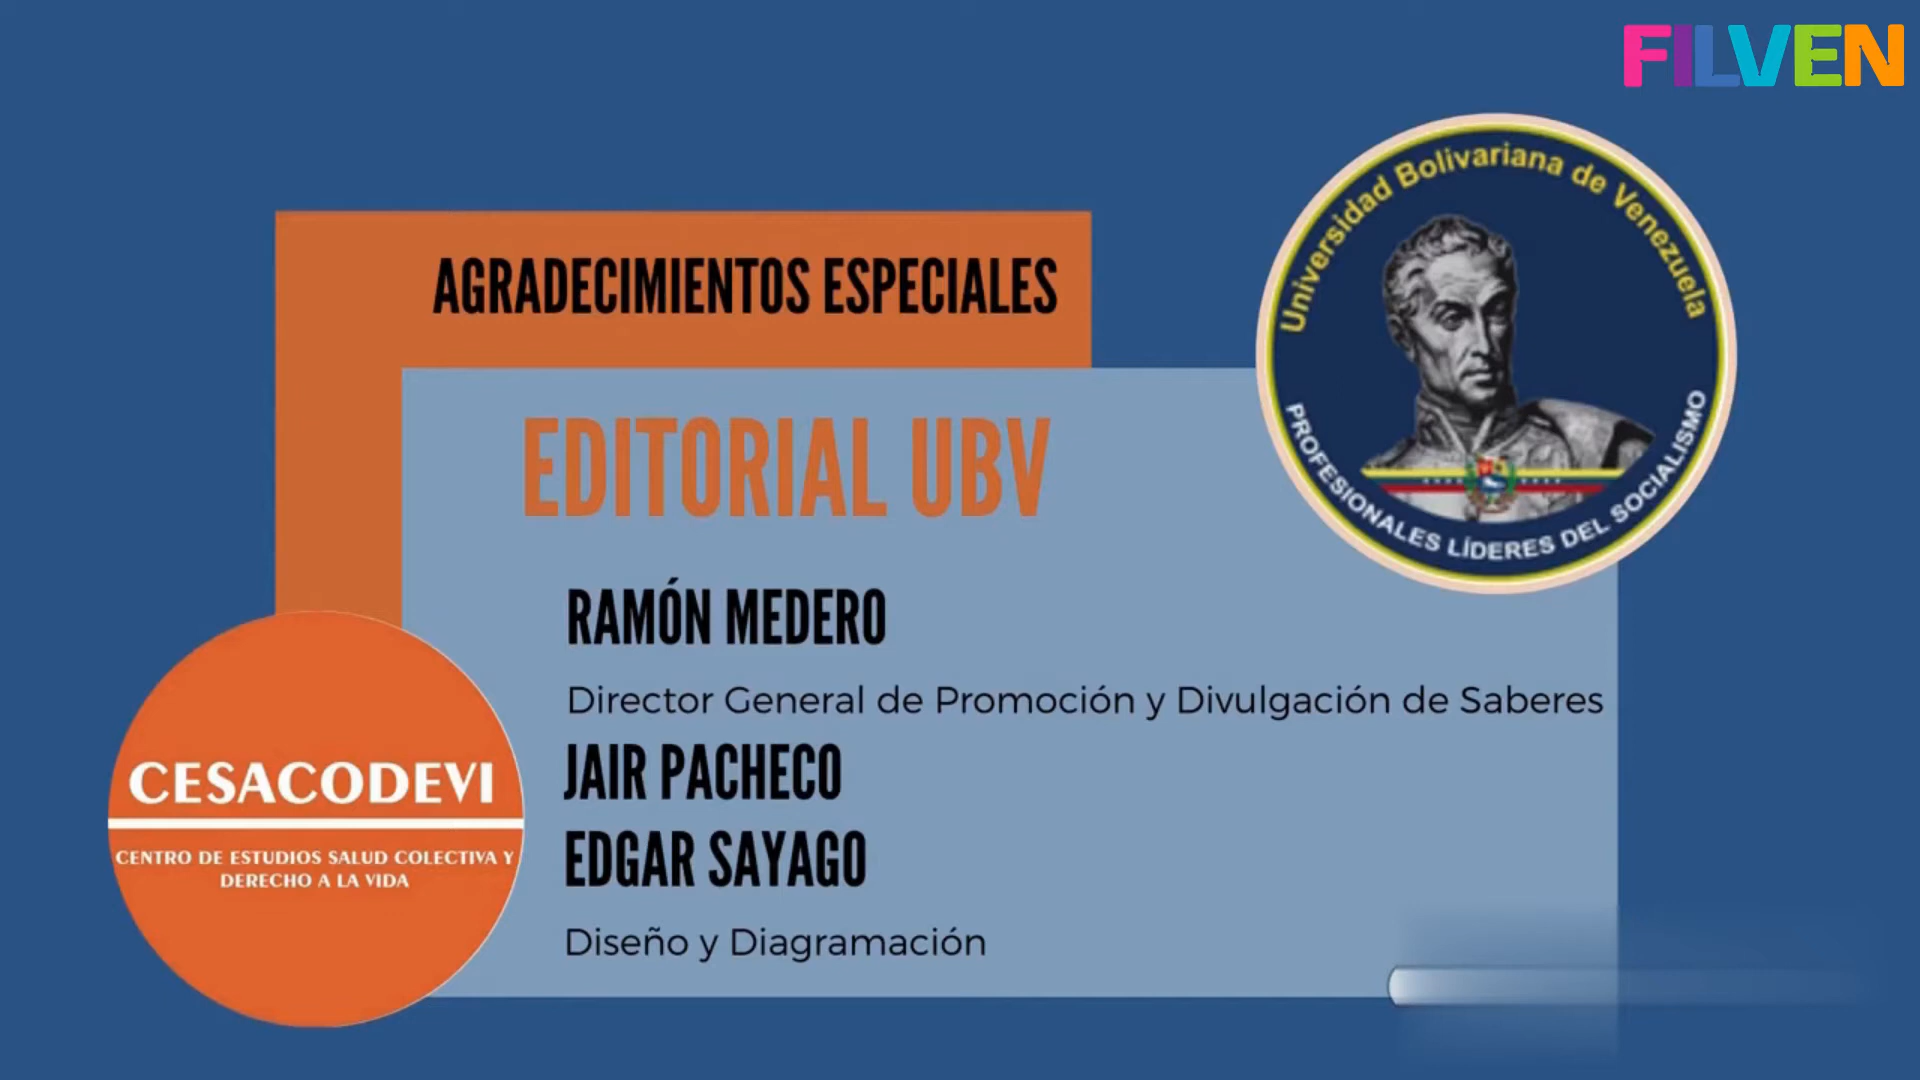 FILVEN
Universidad Bolivariana de Venezuela
PROFESIONALES LÍDERES DEL SOCIALISMO
AGRADECIMIENTOS ESPECIALES
EDITORIAL UBV
RAMÓN MEDERO
Director General de Promoción y Divulgación de Saberes
JAIR PACHECO
EDGAR SAYAGO
Diseño y Diagramación
CESACODEVI
CENTRO DE ESTUDIOS SALUD COLECTIVA Y
DERECHO A LA VIDA